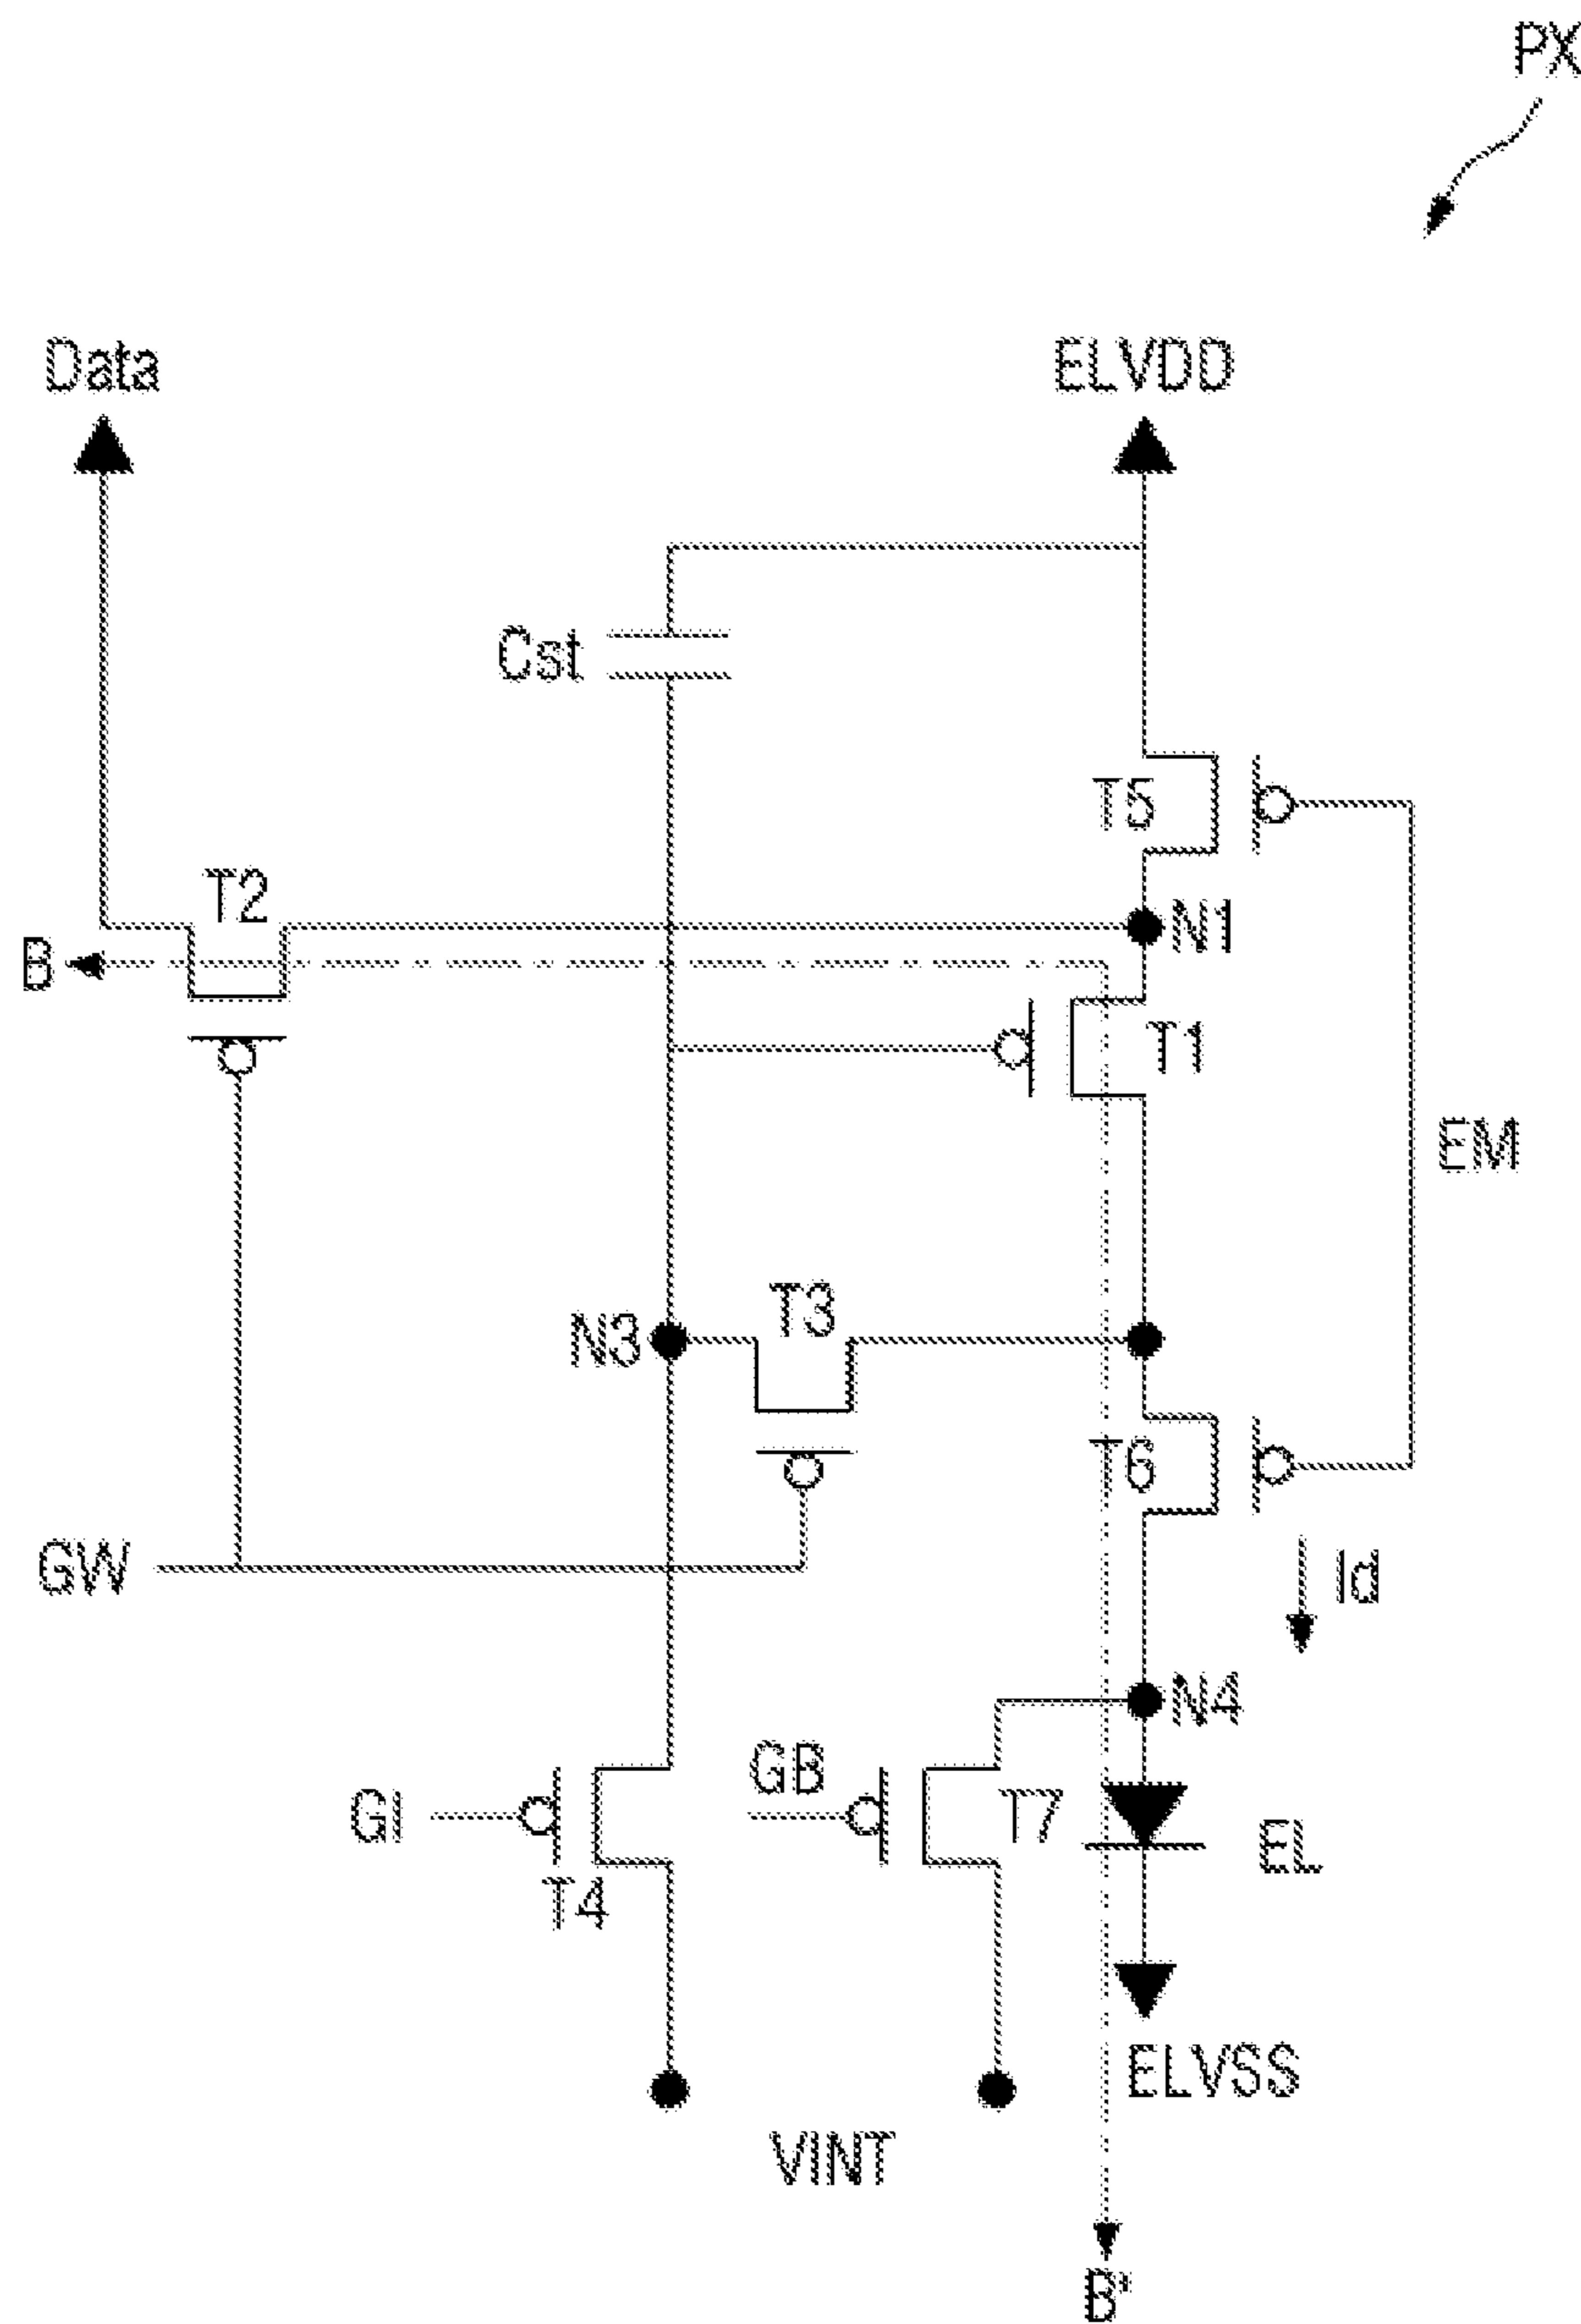 PX
Data
ELVDD
Cst
T5
T2
N1
B
T1
EM
T3
N3
T6
GW
Id
N4
GB
GI
T7
EL
T4
ELVSS
VINT
B'